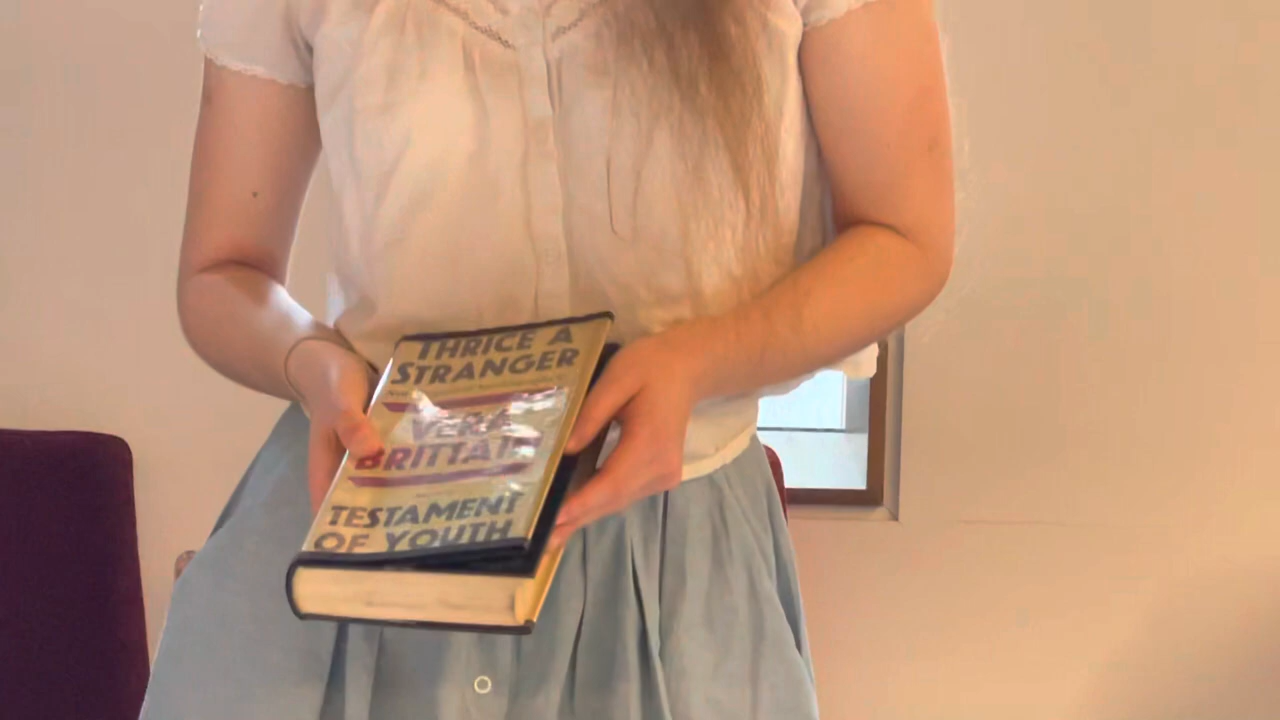 THRICE A
STRANGER
VERA
BRITTAIN
TESTAMENT
OF YOUTH